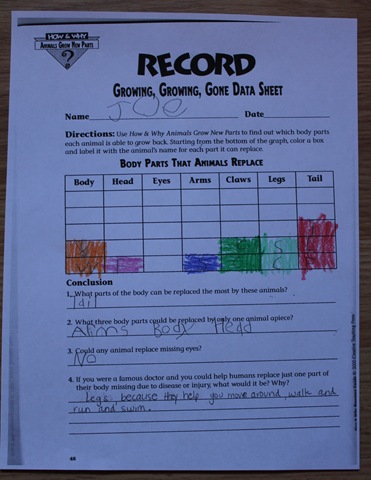 HOW & WHY
ANIMALS GROW NEW PARTS
?
RECORD
GROWING, GROWING, GONE DATA SHEET
Name JOe Date
Directions: Use How & Why Animals Grow New Parts to find out which body parts
each animal is able to grow back. Starting from the bottom of the graph, color a box
and label it with the animal's name for each part it can replace.
BODY PARTS THAT ANIMALS REPLACE
Body Head Eyes Arms Claws Legs Tail
Conclusion
1. What parts of the body can be replaced the most by these animals?
Tail
2. What three body parts could be replaced by only one animal apiece?
Arms Body Head
3. Could any animal replace missing eyes?
No
4. If you were a famous doctor and you could help humans replace just one part of
their body missing due to disease or injury, what would it be? Why?
Legs, because they help you move around, walk and
run and swim.
68